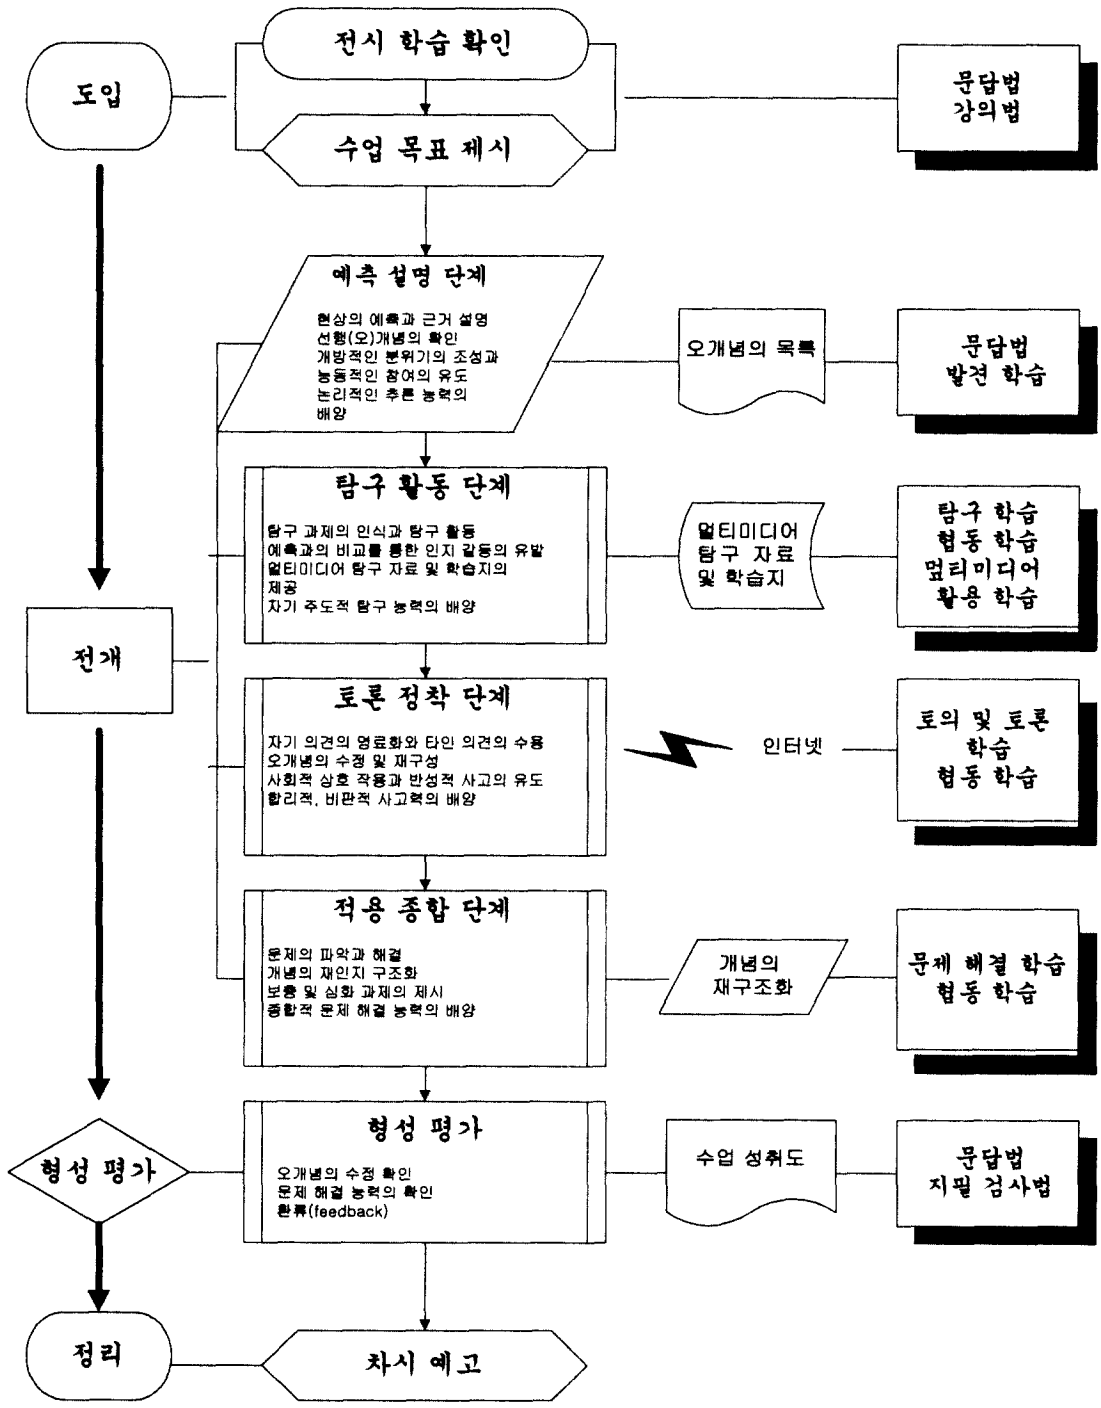 전시 학습 확인
도입
문답법
강의법
수업 목표 제시
예측 설명 단계
현상의 예측과 근거 설명
선행(오)개념의 확인
개방적인 분위기의 조성과
능동적인 참여의 유도
논리적인 추론 능력의
배양
오개념의 목록
문답법
발견 학습
탐구 활동 단계
탐구 과제의 인식과 탐구 활동
예측과의 비교를 통한 인지 갈등의 유발
멀티미디어 탐구 자료 및 학습지의
제공
자기 주도적 탐구 능력의 배양
멀티미디어
탐구 자료
및 학습지
탐구 학습
협동 학습
멀티미디어
활용 학습
전개
토론 정착 단계
자기 의견의 명료화와 타인 의견의 수용
오개념의 수정 및 재구성
사회적 상호 작용과 반성적 사고의 유도
합리적, 비판적 사고력의 배양
인터넷
토의 및 토론
학습
협동 학습
적용 종합 단계
문제의 파악과 해결
개념의 재인지 구조화
보충 및 심화 과제의 제시
종합적 문제 해결 능력의 배양
개념의
재구조화
문제 해결 학습
협동 학습
형성 평가
형성 평가
오개념의 수정 확인
문제 해결 능력의 확인
환류(feedback)
수업 성취도
문답법
지필 검사법
정리
차시 예고